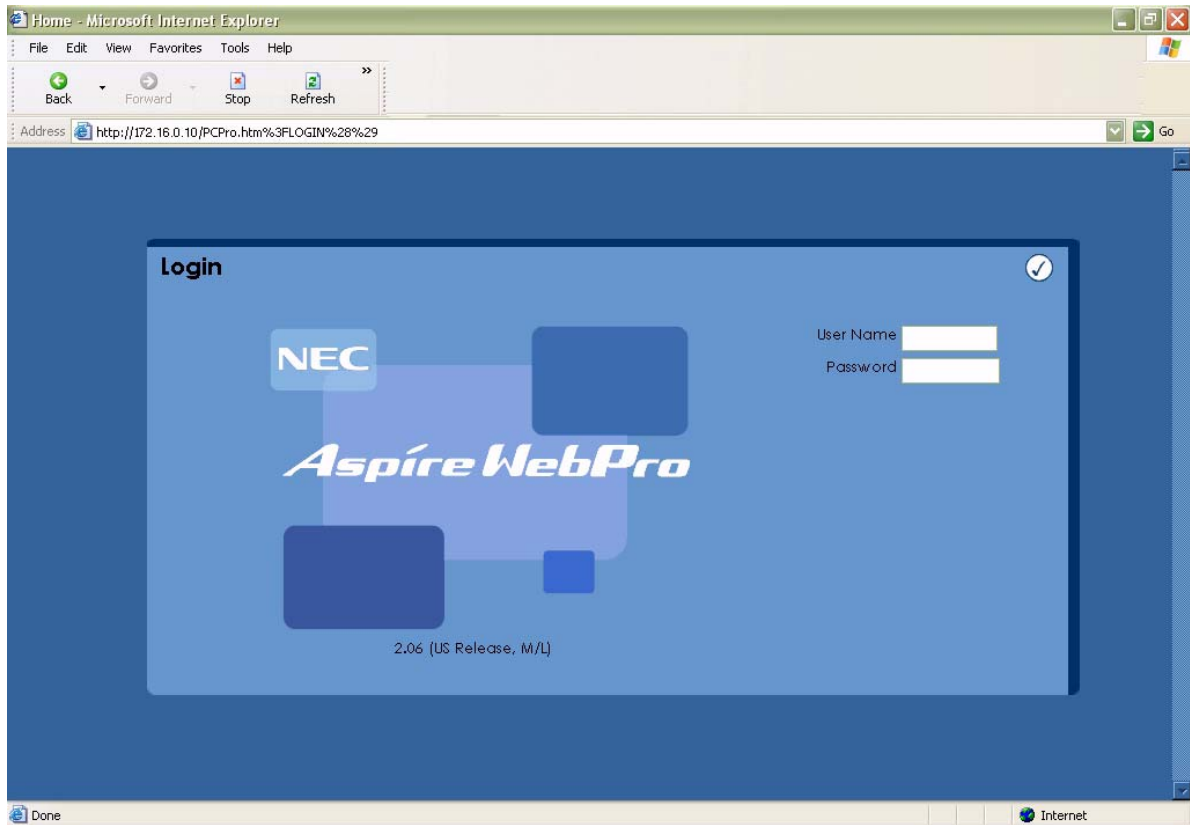 Home - Microsoft Internet Explorer
File Edit View Favorites Tools Help
Back Forward Stop Refresh »
Address http://172.16.0.10/PCPro.htm%3FLOGIN%28%29 Go
Login
User Name
Password
NEC
Aspire WebPro
2.06 (US Release, M/L)
Done Internet